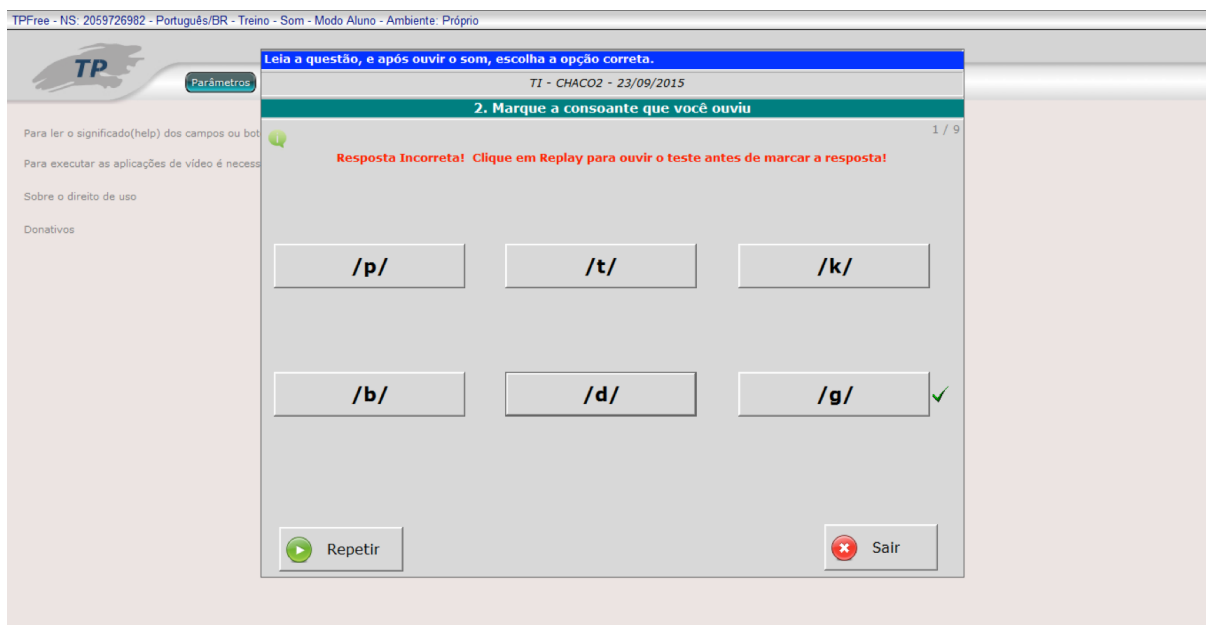 TPFree - NS: 2059726982 - Português/BR - Treino - Som - Modo Aluno - Ambiente: Próprio
TP
Parâmetros
Leia a questão, e após ouvir o som, escolha a opção correta.
TI - CHACO2 - 23/09/2015
2. Marque a consoante que você ouviu
1 / 9
Resposta Incorreta! Clique em Replay para ouvir o teste antes de marcar a resposta!
Para ler o significado(help) dos campos ou bot
Para executar as aplicações de vídeo é necess
Sobre o direito de uso
Donativos
/p/ /t/ /k/
/b/ /d/ /g/
Repetir Sair